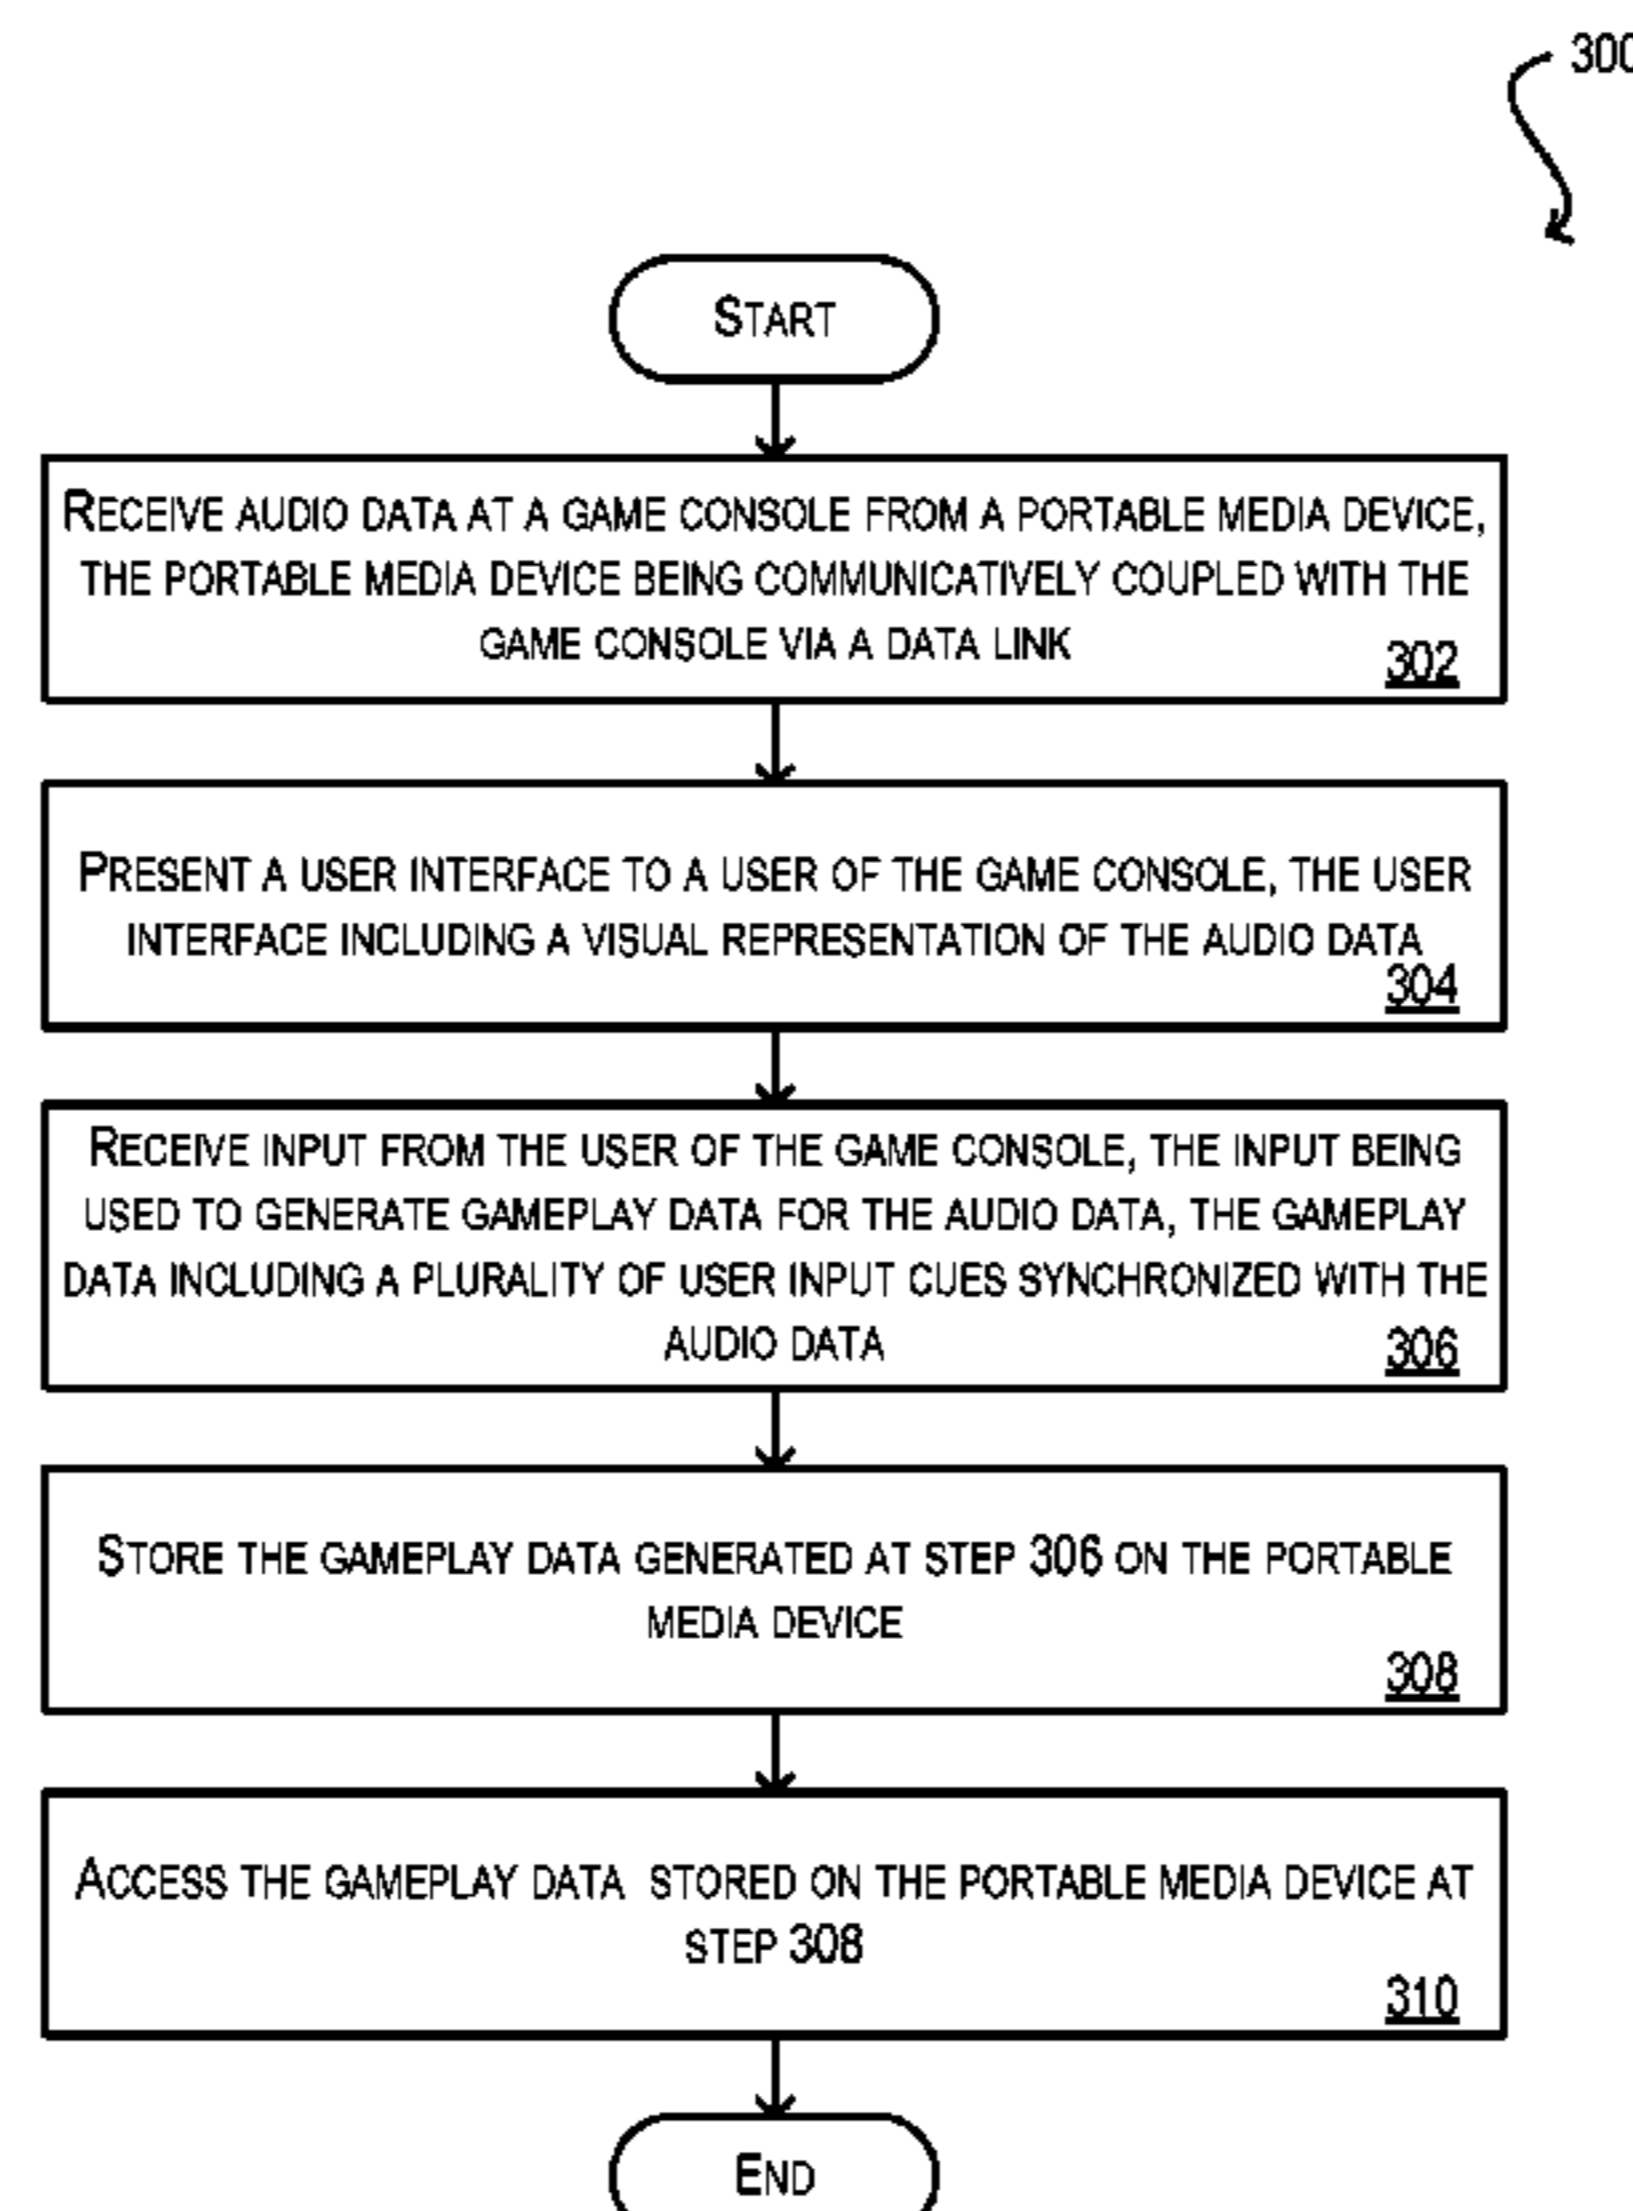 300
START
RECEIVE AUDIO DATA AT A GAME CONSOLE FROM A PORTABLE MEDIA DEVICE,
THE PORTABLE MEDIA DEVICE BEING COMMUNICATIVELY COUPLED WITH THE
GAME CONSOLE VIA A DATA LINK
302
PRESENT A USER INTERFACE TO A USER OF THE GAME CONSOLE, THE USER
INTERFACE INCLUDING A VISUAL REPRESENTATION OF THE AUDIO DATA
304
RECEIVE INPUT FROM THE USER OF THE GAME CONSOLE, THE INPUT BEING
USED TO GENERATE GAMEPLAY DATA FOR THE AUDIO DATA, THE GAMEPLAY
DATA INCLUDING A PLURALITY OF USER INPUT CUES SYNCHRONIZED WITH THE
AUDIO DATA
306
STORE THE GAMEPLAY DATA GENERATED AT STEP 306 ON THE PORTABLE
MEDIA DEVICE
308
ACCESS THE GAMEPLAY DATA STORED ON THE PORTABLE MEDIA DEVICE AT
STEP 308
310
END